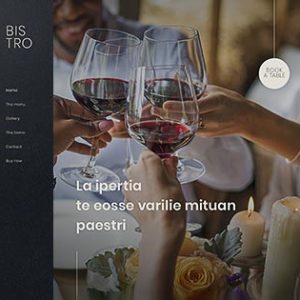 BIS
TRO
Home
The menu
Gallery
The bistro
Contact
Buy now
BOOK
A TABLE
La ipertia
te eosse varilie mituan
paestri